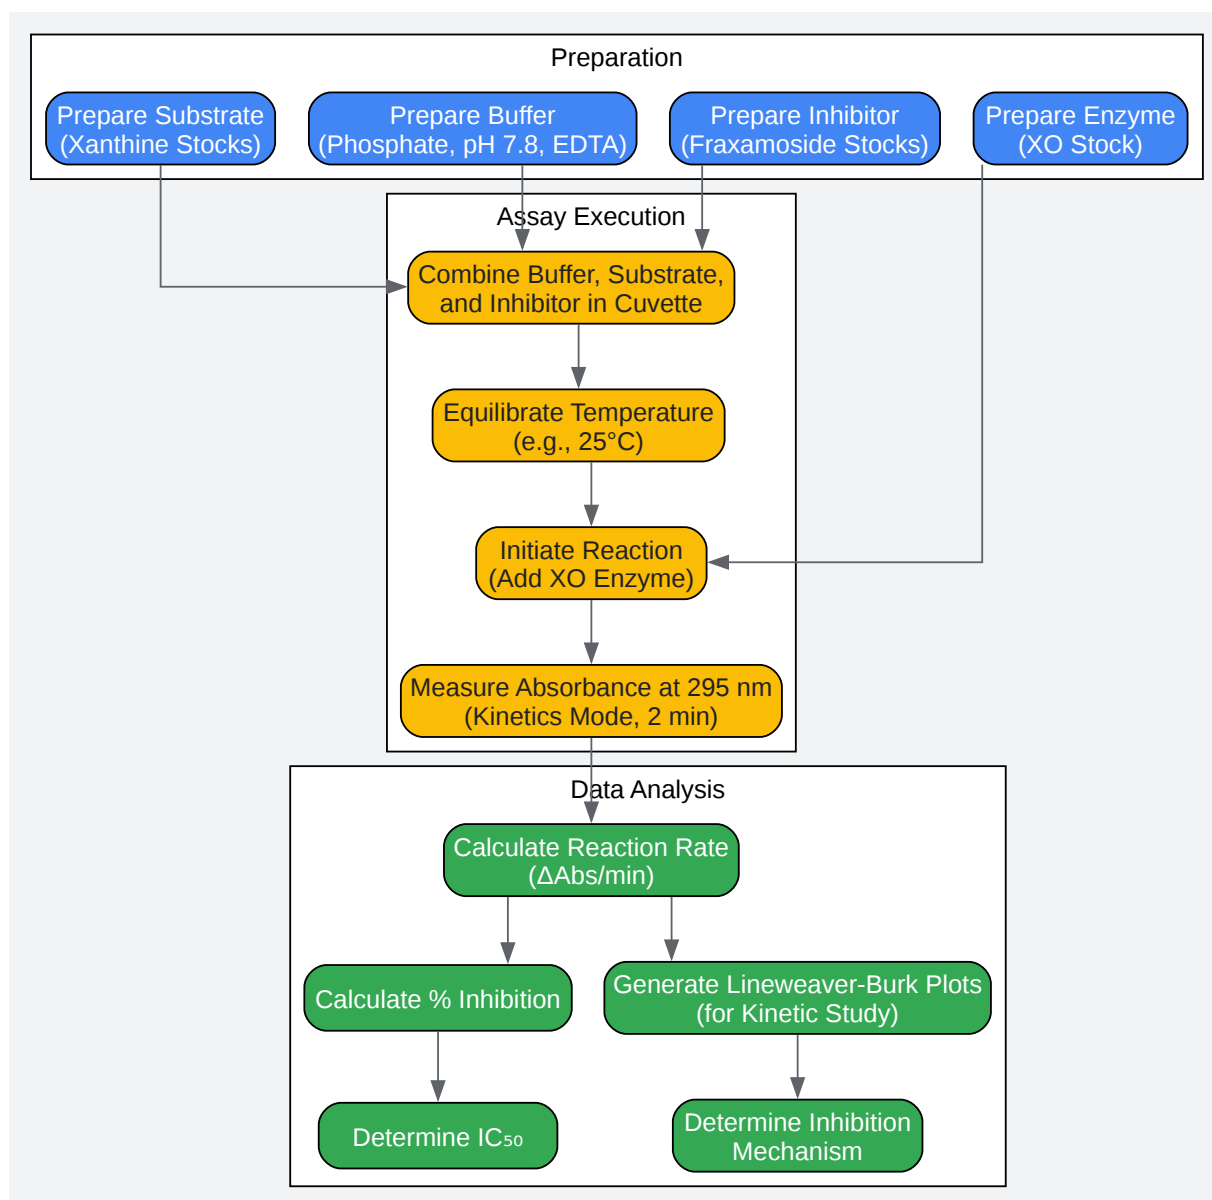 Preparation
Prepare Substrate
(Xanthine Stocks)
Prepare Buffer
(Phosphate, pH 7.8, EDTA)
Prepare Inhibitor
(Fraxamoside Stocks)
Prepare Enzyme
(XO Stock)
Assay Execution
Combine Buffer, Substrate,
and Inhibitor in Cuvette
Equilibrate Temperature
(e.g., 25°C)
Initiate Reaction
(Add XO Enzyme)
Measure Absorbance at 295 nm
(Kinetics Mode, 2 min)
Data Analysis
Calculate Reaction Rate
(ΔAbs/min)
Calculate % Inhibition
Generate Lineweaver-Burk Plots
(for Kinetic Study)
Determine IC₅₀
Determine Inhibition
Mechanism